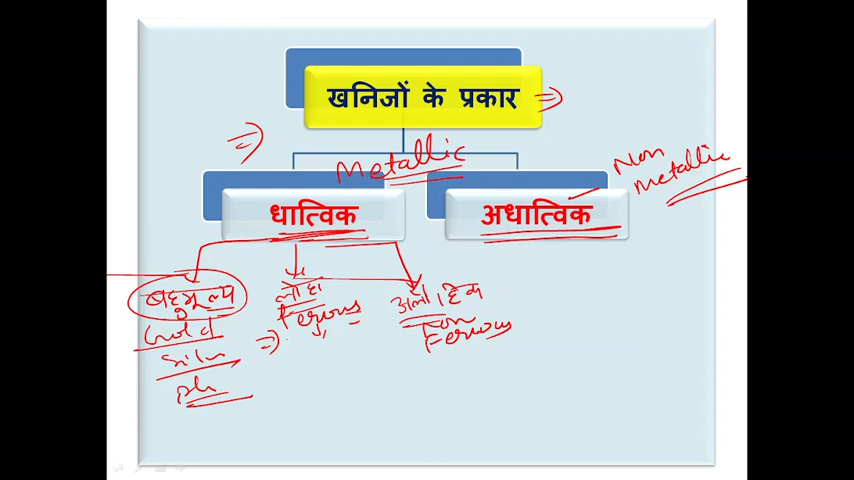 खनिजों के प्रकार
Metallic
Non
metallic
धात्विक
अधात्विक
बहुमूल्य
लोहा
अलौहिक
Gold
Ferrous
Non
Ferrous